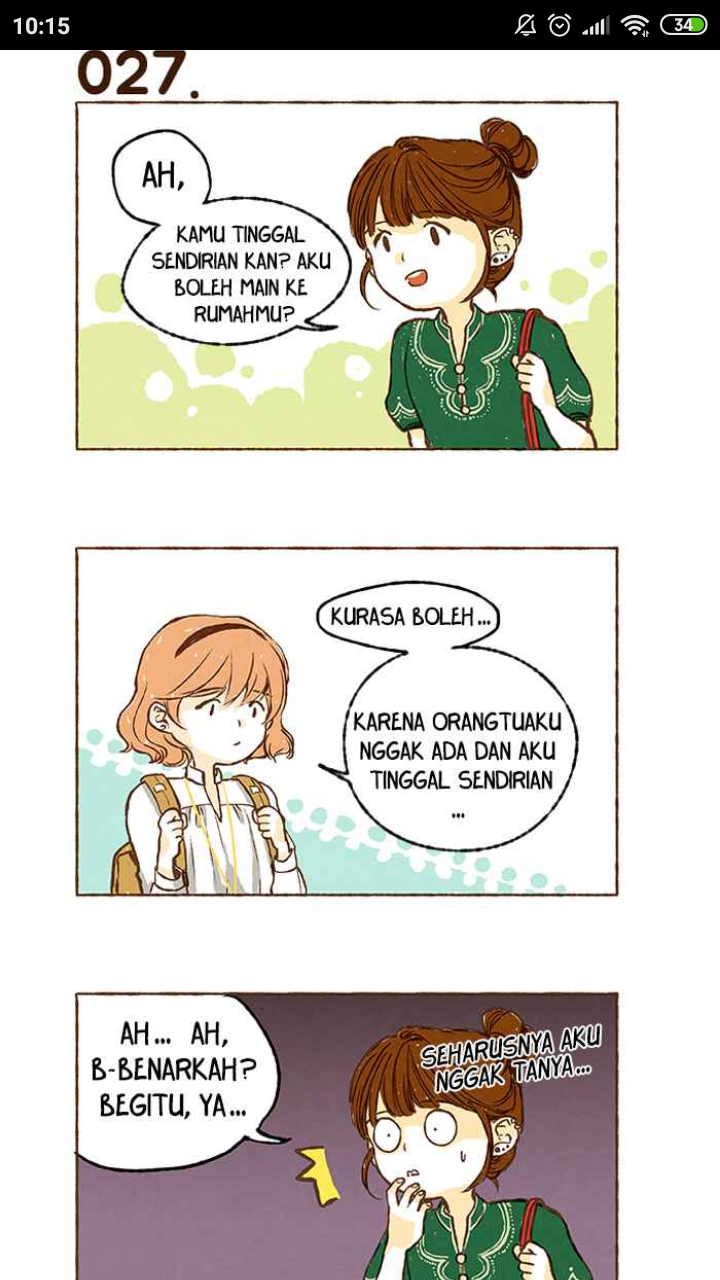 10:15
34
027.
AH,
KAMU TINGGAL
SENDIRIAN KAN? AKU
BOLEH MAIN KE
RUMAHMU?
KURASA BOLEH...
KARENA ORANGTUAKU
NGGAK ADA DAN AKU
TINGGAL SENDIRIAN
...
AH... AH,
B-BENARKAH?
BEGITU, YA...
SEHARUSNYA AKU
NGGAK TANYA...